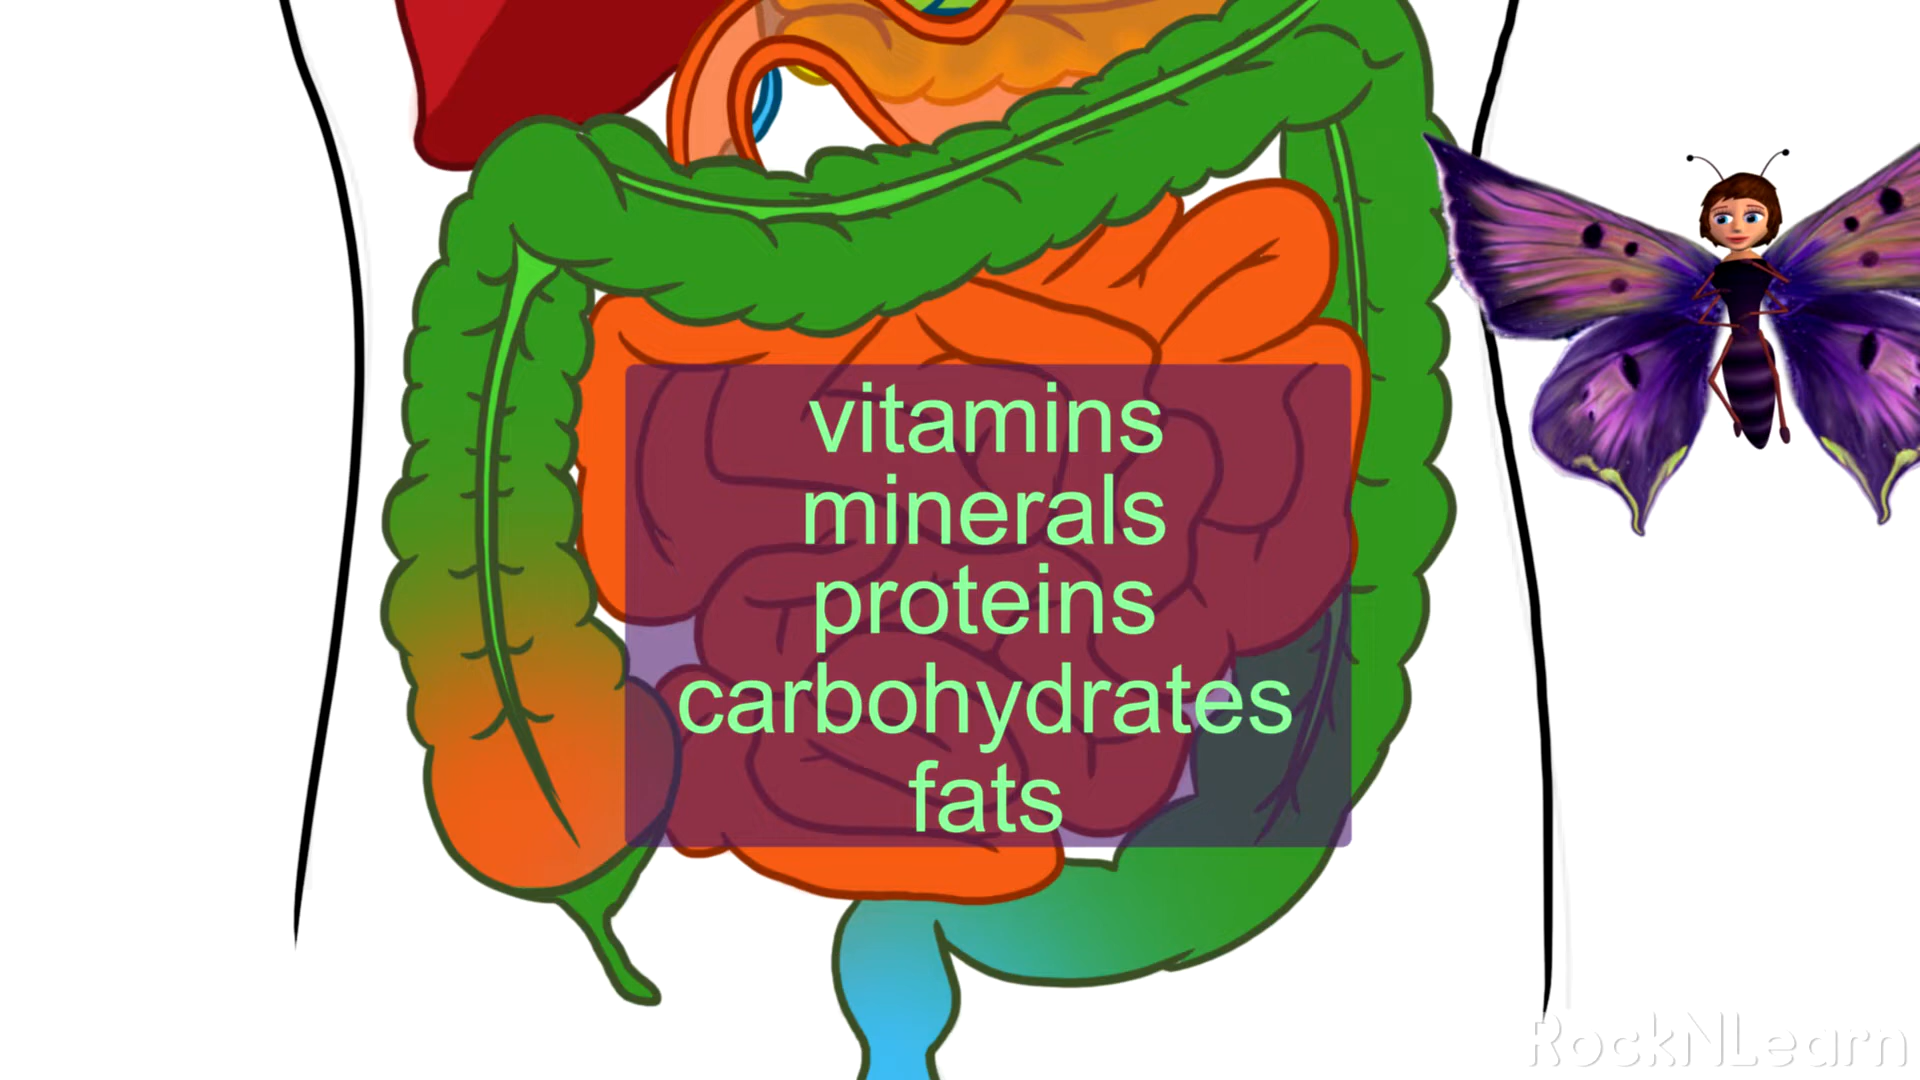 vitamins
minerals
proteins
carbohydrates
fats
RockNLearn